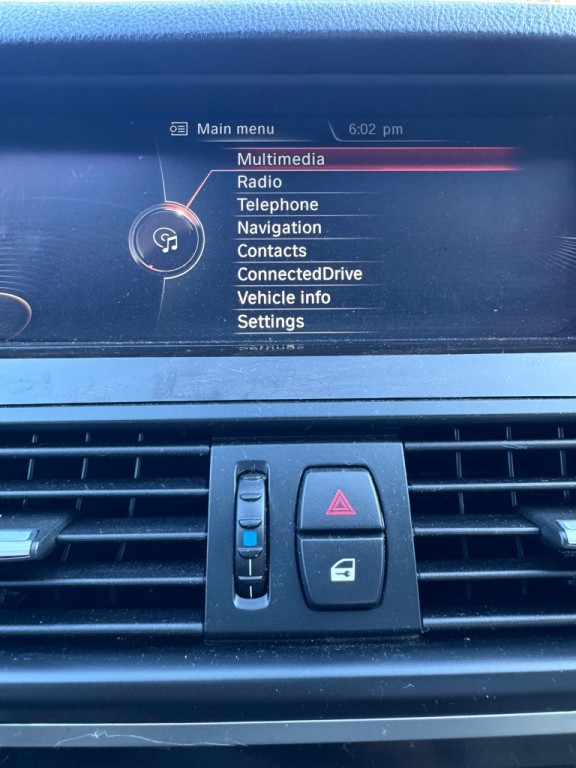 Main menu
6:02 pm
Multimedia
Radio
Telephone
Navigation
Contacts
ConnectedDrive
Vehicle info
Settings